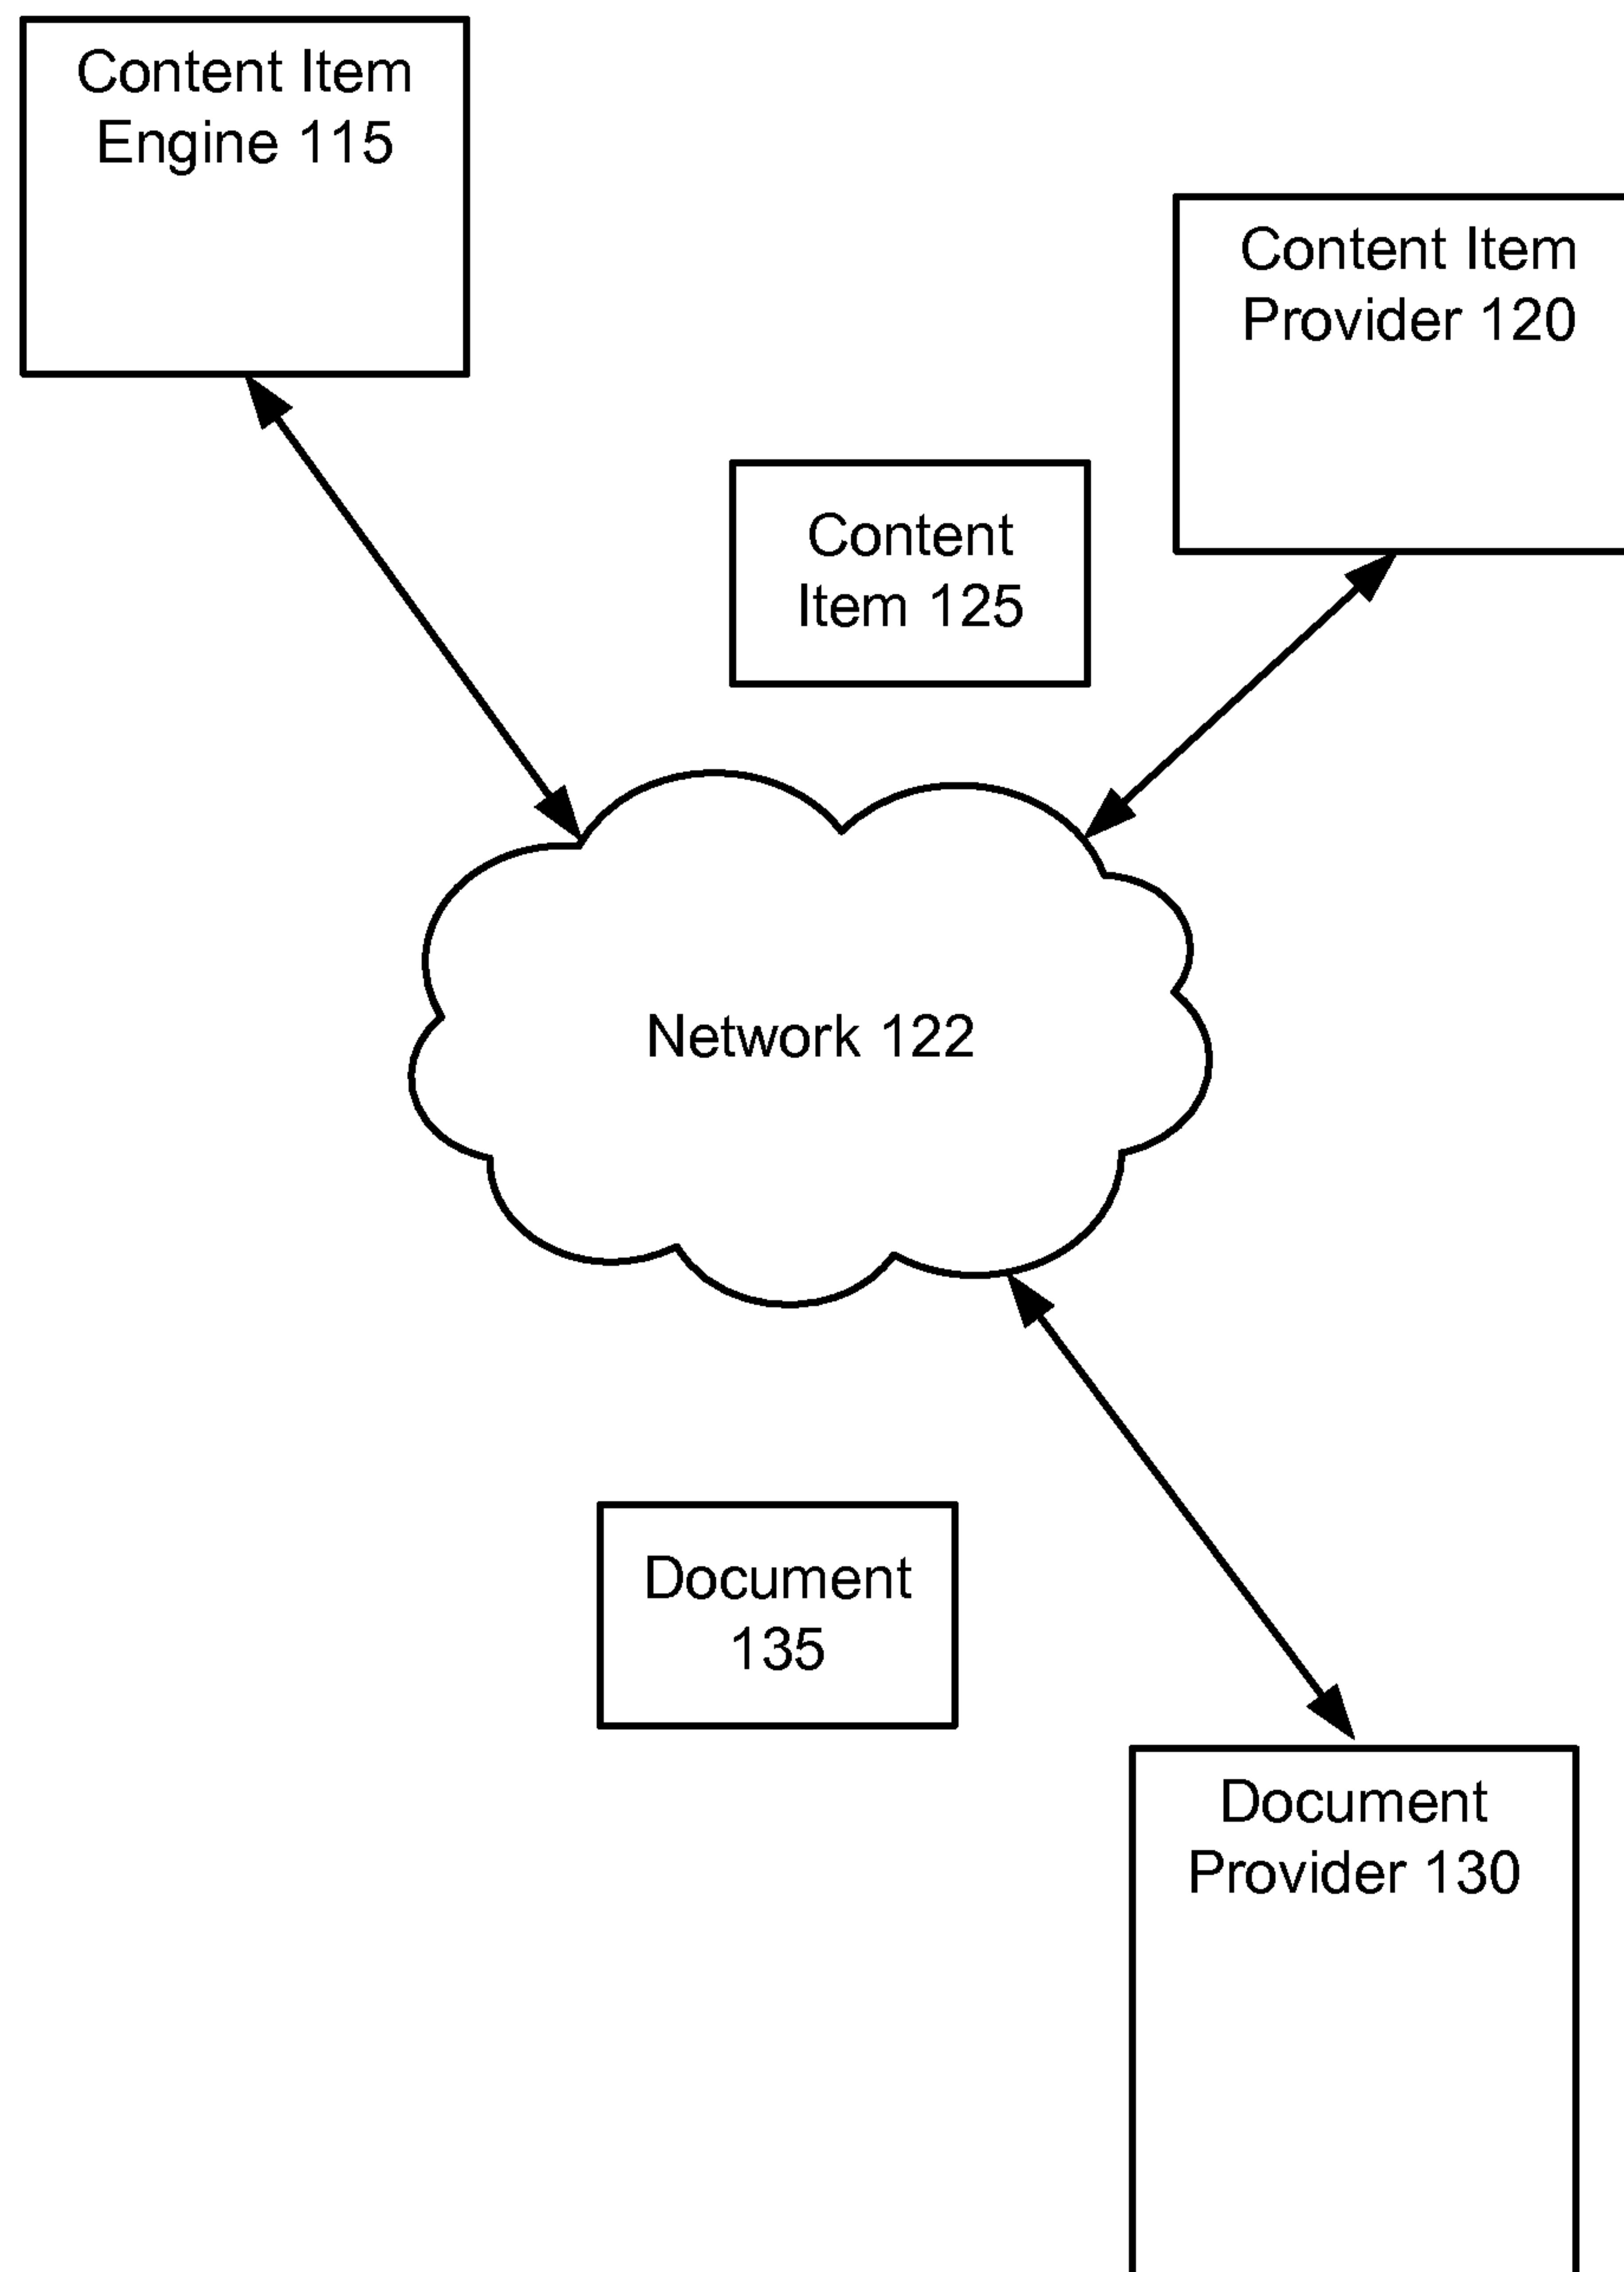 Content Item
Engine 115
Content Item
Provider 120
Content
Item 125
Network 122
Document
135
Document
Provider 130